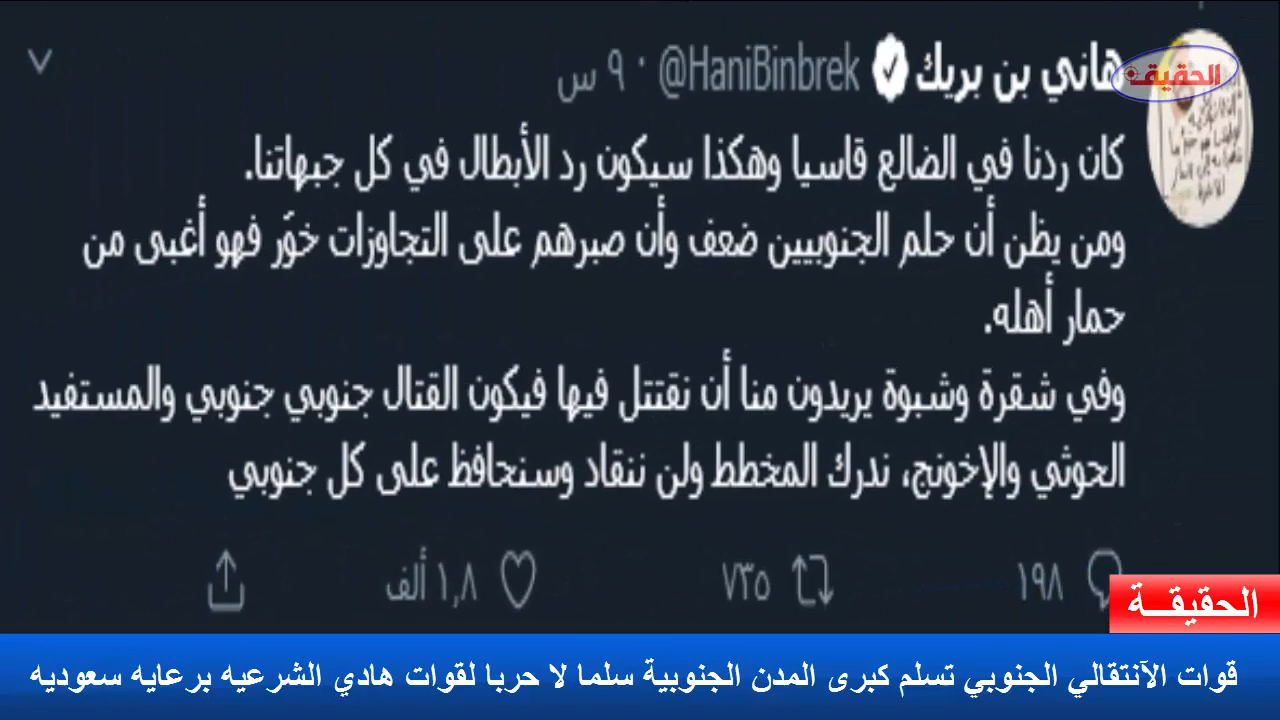 هاني بن بريك @HaniBinbrek · ٩ س
الحقيقة
كان ردنا في الضالع قاسيا وهكذا سيكون رد الأبطال في كل جبهاتنا.
ومن يظن أن حلم الجنوبيين ضعف وأن صبرهم على التجاوزات خوّر فهو أغبى من
حمار أهله.
وفي شقرة وشبوة يريدون منا أن نقتتل فيها فيكون القتال جنوبي جنوبي والمستفيد
الحوثي والإخونج، ندرك المخطط ولن ننقاد وسنحافظ على كل جنوبي
١٩٨ ٧٣٥ ١,٨ ألف
الحقيقــة
قوات الآنتقالي الجنوبي تسلم كبرى المدن الجنوبية سلما لا حربا لقوات هادي الشرعيه برعايه سعوديه